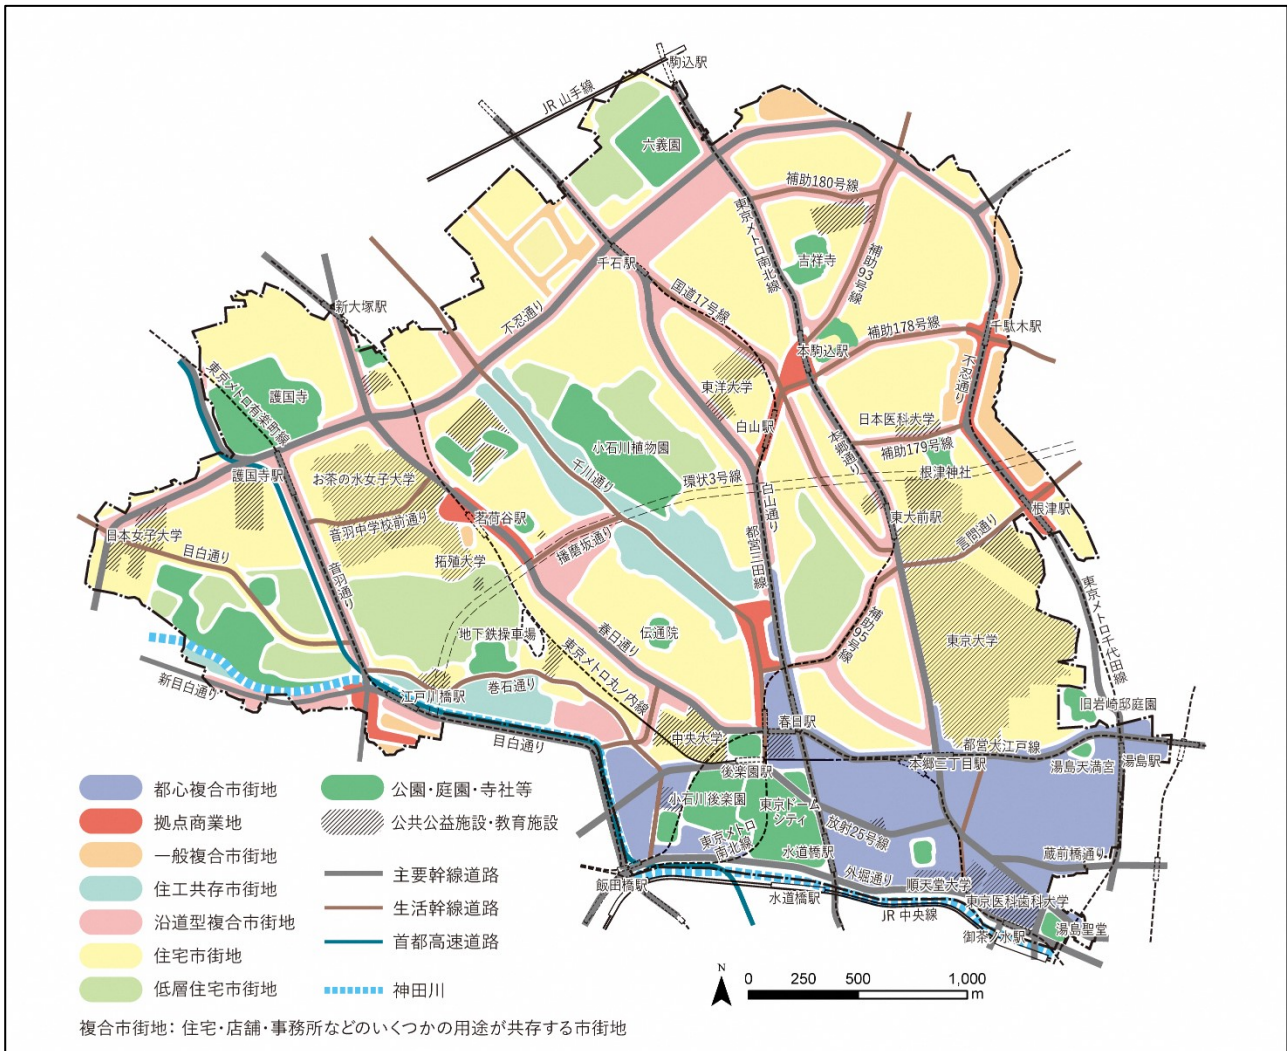 駒込駅
JR 山手線
六義園
補助180号線
東京メトロ南北線
吉祥寺
補助93号線
千石駅
国道17号線
新大塚駅
不忍通り
本駒込駅
補助178号線
千駄木駅
不忍通り
東京メトロ有楽町線
護国寺
東洋大学
白山駅
本郷通り
日本医科大学
補助179号線
小石川植物園
千川通り
環状3号線
根津神社
護国寺駅
お茶の水女子大学
白山通り
都営三田線
東大前駅
根津駅
言問通り
音羽中学校前通り
茗荷谷駅
播磨坂通り
日本女子大学
目白通り
拓殖大学
音羽通り
東京メトロ千代田線
補助95号線
東京大学
地下鉄操車場
春日通り
伝通院
東京メトロ丸ノ内線
新目白通り
江戸川橋駅
巻石通り
旧岩崎邸庭園
目白通り
中央大学
春日駅
都営大江戸線
本郷三丁目駅
湯島天満宮
湯島駅
後楽園駅
小石川後楽園
東京ドーム
シティ
放射25号線
東京メトロ
南北線
水道橋駅
外堀通り
蔵前橋通り
飯田橋駅
水道橋駅
順天堂大学
東京医科歯科大学
JR 中央線
御茶ノ水駅
湯島聖堂
都心複合市街地
拠点商業地
一般複合市街地
住工共存市街地
沿道型複合市街地
住宅市街地
低層住宅市街地
公園・庭園・寺社等
公共公益施設・教育施設
主要幹線道路
生活幹線道路
首都高速道路
神田川
N
0 250 500 1,000
m
複合市街地: 住宅・店舗・事務所などのいくつかの用途が共存する市街地